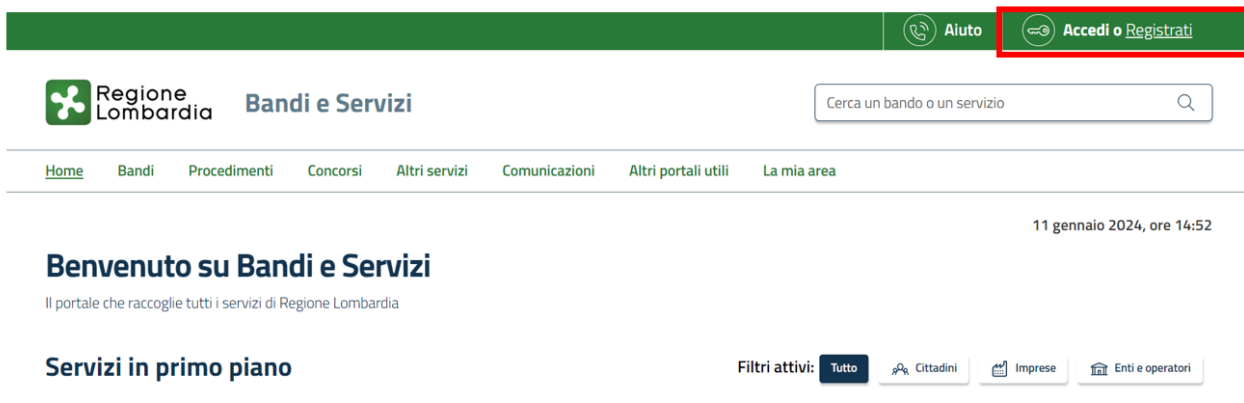 Aiuto
Accedi o Registrati
Regione
Lombardia
Bandi e Servizi
Cerca un bando o un servizio
Home Bandi Procedimenti Concorsi Altri servizi Comunicazioni Altri portali utili La mia area
11 gennaio 2024, ore 14:52
Benvenuto su Bandi e Servizi
Il portale che raccoglie tutti i servizi di Regione Lombardia
Servizi in primo piano
Filtri attivi: Tutto Cittadini Imprese Enti e operatori